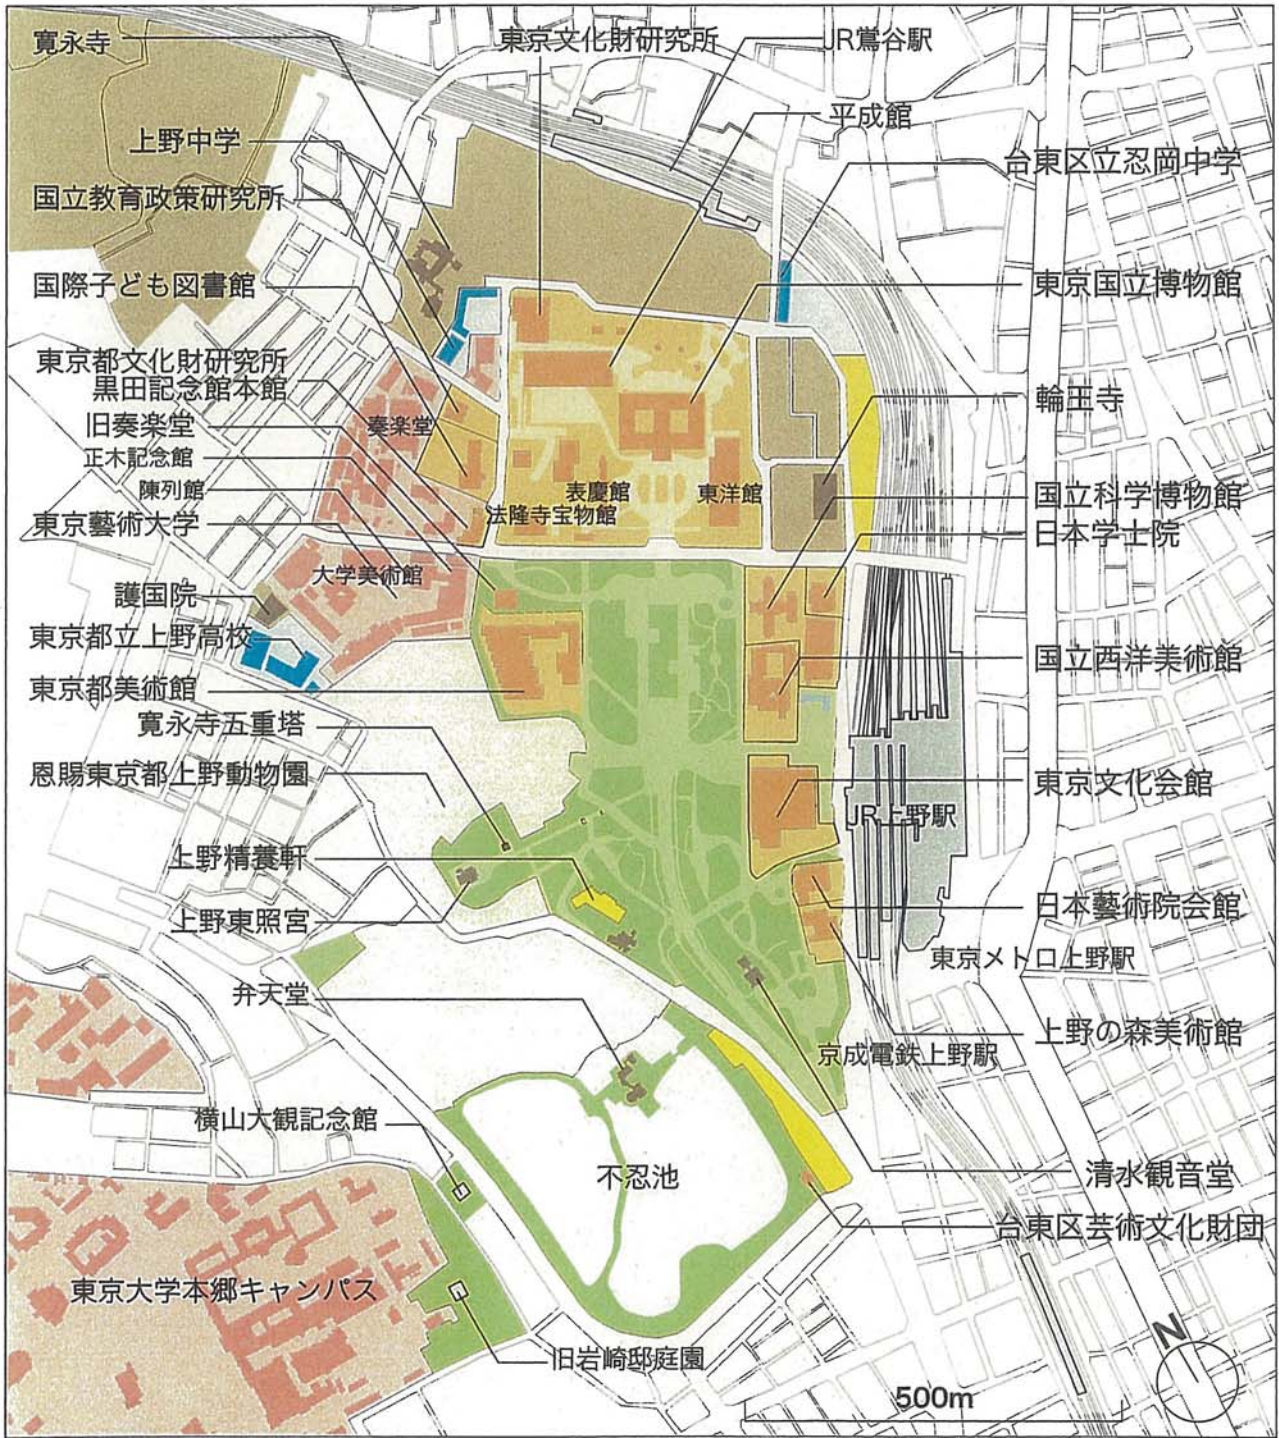 寛永寺
東京文化財研究所
JR鶯谷駅
平成館
上野中学
台東区立忍岡中学
国立教育政策研究所
国際子ども図書館
東京国立博物館
東京都文化財研究所
黒田記念館本館
輪王寺
旧奏楽堂
奏楽堂
正木記念館
陳列館
表慶館
東洋館
国立科学博物館
法隆寺宝物館
東京藝術大学
日本学士院
大学美術館
護国院
東京都立上野高校
国立西洋美術館
東京都美術館
寛永寺五重塔
恩賜東京都上野動物園
東京文化会館
JR上野駅
上野精養軒
上野東照宮
日本藝術院会館
東京メトロ上野駅
弁天堂
上野の森美術館
京成電鉄上野駅
横山大観記念館
不忍池
清水観音堂
台東区芸術文化財団
東京大学本郷キャンパス
旧岩崎邸庭園
N
500m